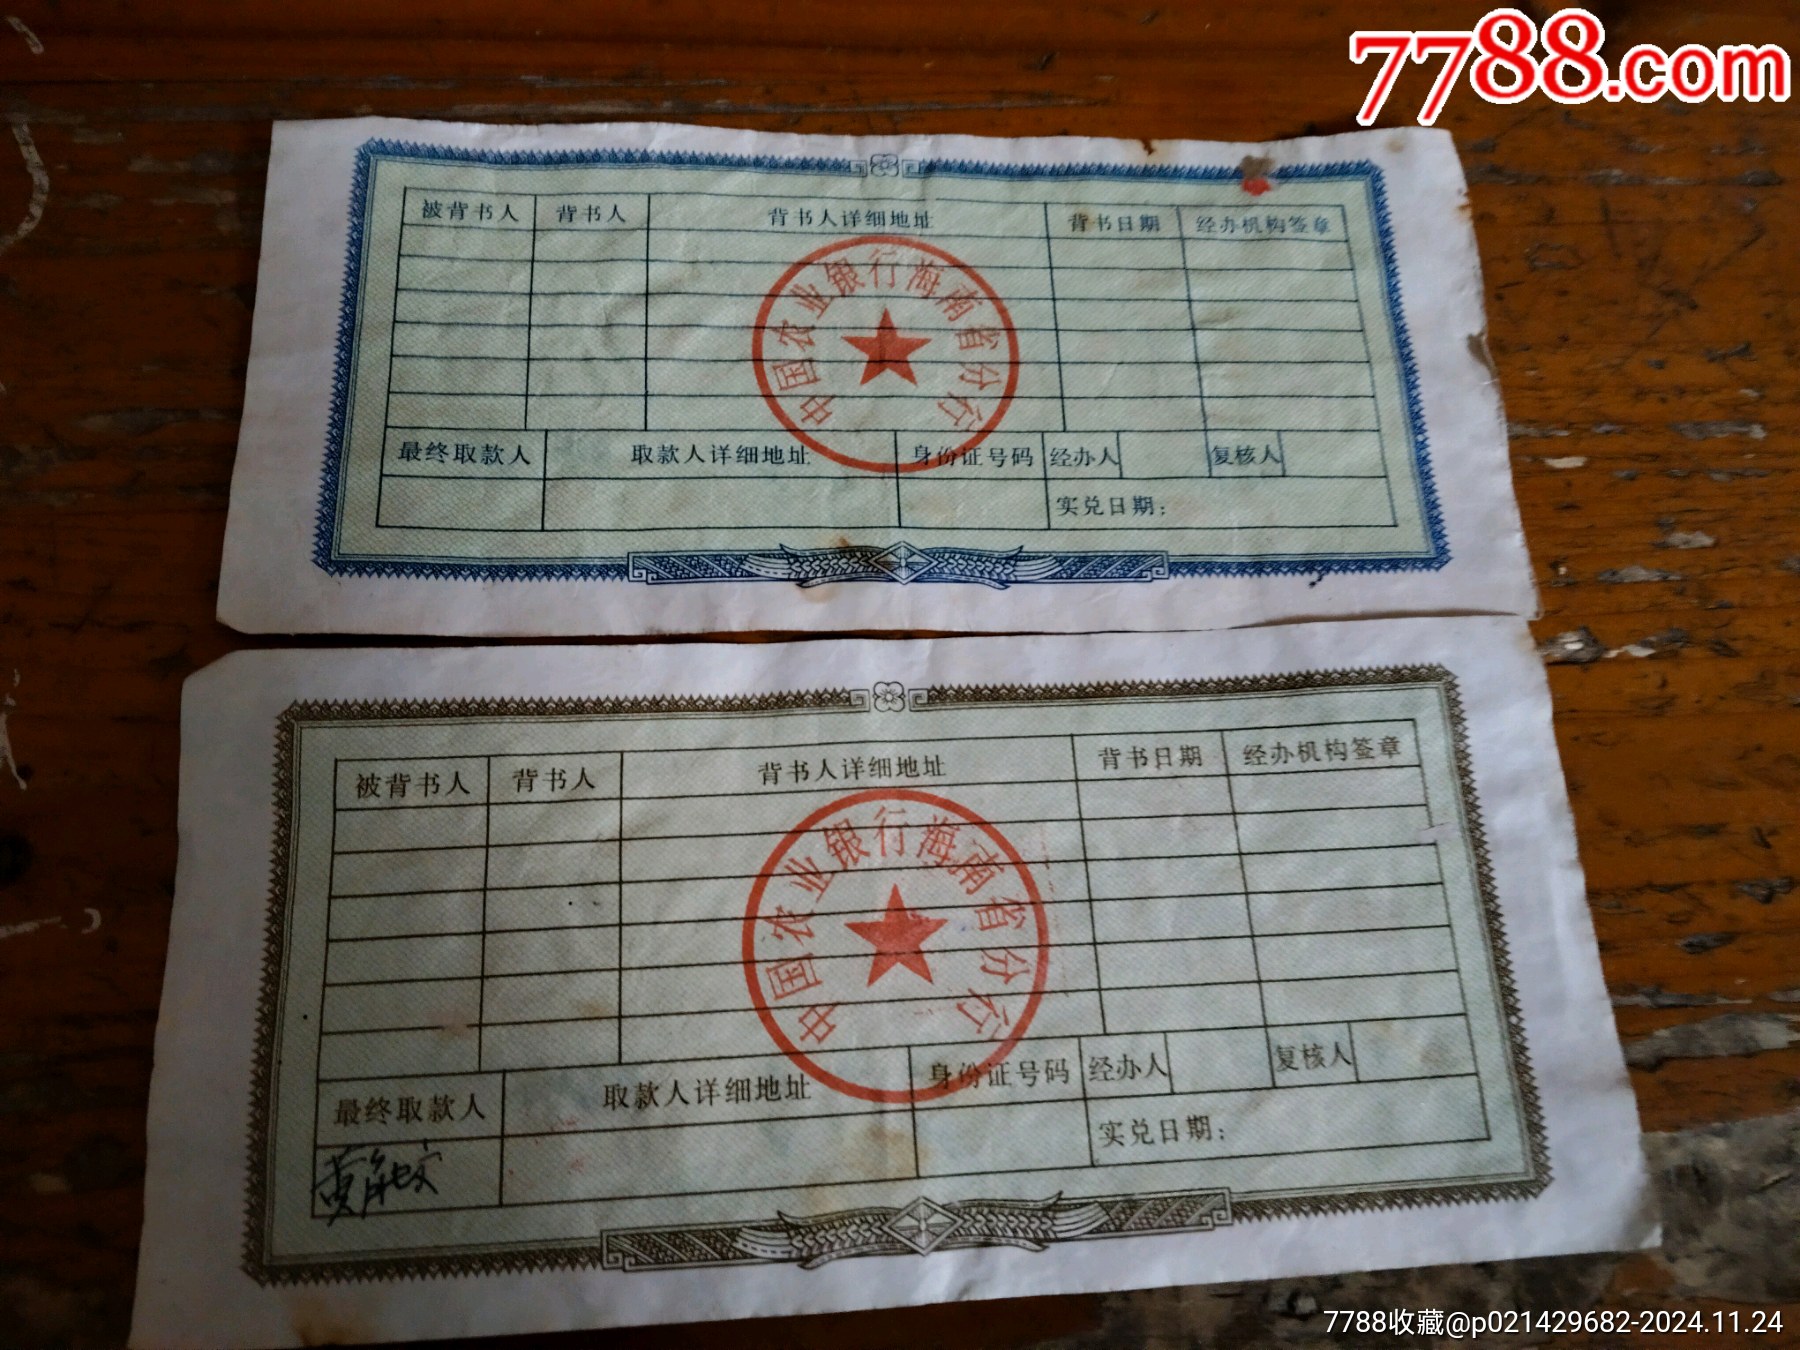 7788.com
被背书人 背书人 背书人详细地址 背书日期 经办机构签章
中国农业银行海南省分行
最终取款人 取款人详细地址 身份证号码 经办人 复核人
实兑日期：
被背书人 背书人 背书人详细地址 背书日期 经办机构签章
中国农业银行海南省分行
最终取款人 取款人详细地址 身份证号码 经办人 复核人
实兑日期：
7788收藏@p021429682-2024.11.24